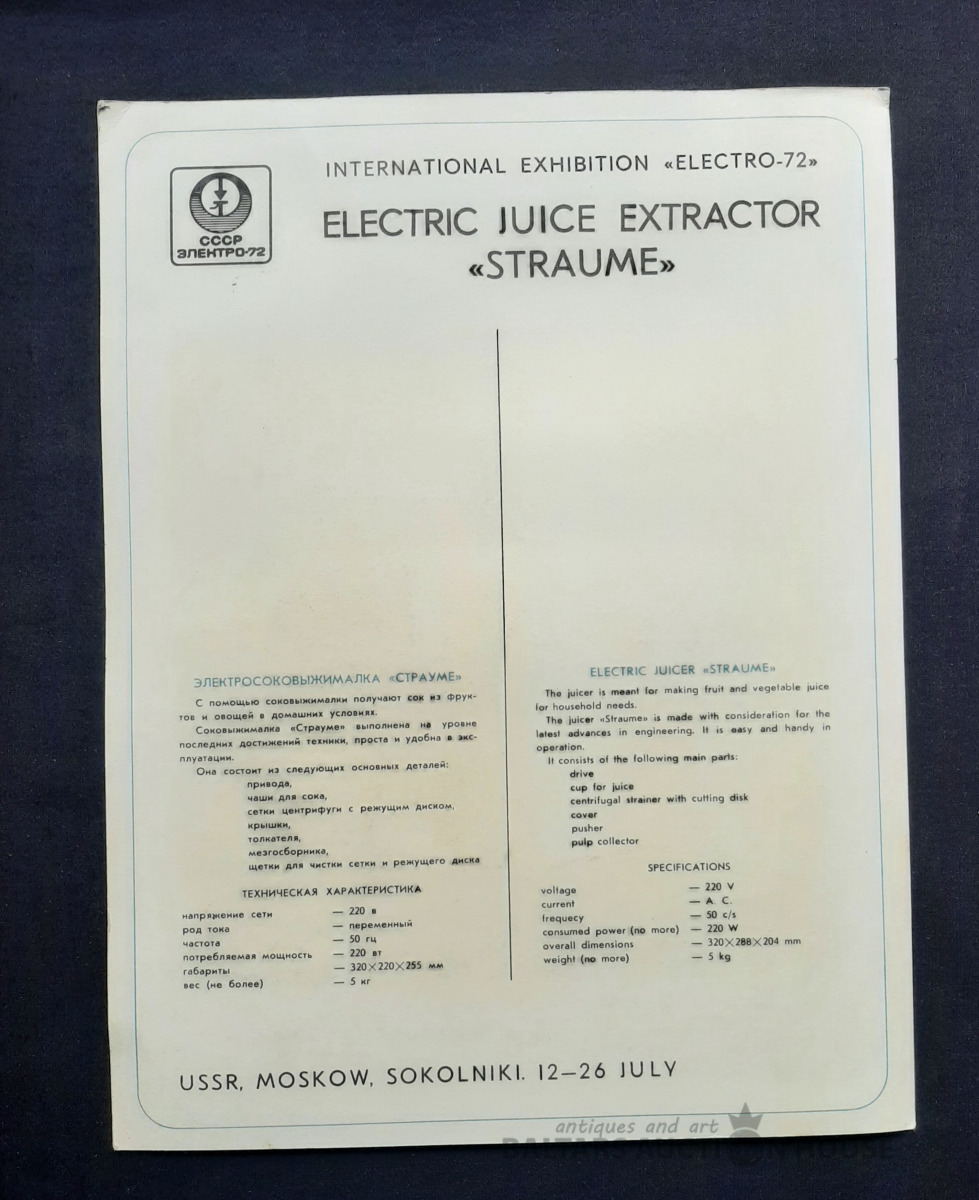 СССР
ЭЛЕКТРО-72
INTERNATIONAL EXHIBITION «ELECTRO-72»
ELECTRIC JUICE EXTRACTOR
«STRAUME»
ЭЛЕКТРОСОКОВЫЖИМАЛКА «СТРАУМЕ»
С помощью соковыжималки получают сок из фрук-
тов и овощей в домашних условиях.
Соковыжималка «Страуме» выполнена на уровне
последних достижений техники, проста и удобна в экс-
плуатации.
Она состоит из следующих основных деталей:
привода,
чаши для сока,
сетки центрифуги с режущим диском,
крышки,
толкателя,
мезгосборника,
щетки для чистки сетки и режущего диска
ТЕХНИЧЕСКАЯ ХАРАКТЕРИСТИКА
напряжение сети — 220 в
род тока — переменный
частота — 50 гц
потребляемая мощность — 220 вт
габариты — 320×220×255 мм
вес (не более) — 5 кг
ELECTRIC JUICER «STRAUME»
The juicer is meant for making fruit and vegetable juice
for household needs.
The juicer «Straume» is made with consideration for the
latest advances in engineering. It is easy and handy in
operation.
It consists of the following main parts:
drive
cup for juice
centrifugal strainer with cutting disk
cover
pusher
pulp collector
SPECIFICATIONS
voltage — 220 V
current — A. C.
frequecy — 50 c/s
consumed power (no more) — 220 W
overall dimensions — 320×288×204 mm
weight (no more) — 5 kg
USSR, MOSKOW, SOKOLNIKI. 12—26 JULY
antiques and art
BALTARS AUCTION HOUSE